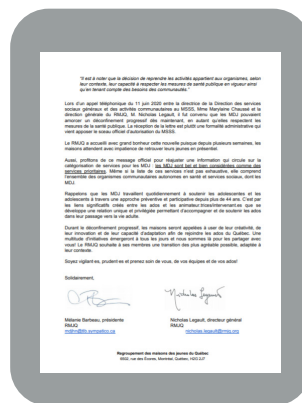 "Il est à noter que la décision de reprendre les activités appartient aux organismes, selon
leur contexte, leur capacité à respecter les mesures de santé publique en vigueur ainsi
qu'en tenant compte des besoins des communautés."
Lors d'un appel téléphonique du 11 juin 2020 entre la directrice de la Direction des services
sociaux généraux et des activités communautaires au MSSS, Mme Marylaine Chaussé et la
direction générale du RMJQ, M. Nicholas Legault, il fut convenu que les MDJ pouvaient
amorcer un déconfinement progressif dès maintenant, en autant qu'elles respectent les
mesures de la santé publique. La réception de la lettre est plutôt une formalité administrative qui
vient apposer le sceau officiel d'autorisation du MSSS.
Le RMJQ a accueilli avec grand bonheur cette nouvelle puisque depuis plusieurs semaines, les
maisons attendent avec impatience de retrouver leurs jeunes en présentiel.
Aussi, profitons de ce message officiel pour réajuster une information qui circule sur la
catégorisation de services pour les MDJ : les MDJ sont bel et bien considérées comme des
services prioritaires. Même si la liste de ces services n'est pas exhaustive, elle comprend
l'ensemble des organismes communautaires autonomes en santé et services sociaux, dont les
MDJ.
Rappelons que les MDJ travaillent quotidiennement à soutenir les adolescentes et les
adolescents à travers une approche préventive et participative depuis plus de 44 ans. C'est par
les liens significatifs créés entre les ados et les animateur.trices/intervenant.es que se
développe une relation unique et privilégiée permettant d'accompagner et de soutenir les ados
dans leur passage vers la vie adulte.
Durant le déconfinement progressif, les maisons seront appelées à user de leur créativité, de
leur innovation et de leur capacité d'adaptation afin de rejoindre les ados du Québec. Une
multitude d'initiatives émergeront à tous les jours et nous sommes là pour les partager avec
vous! Le RMJQ souhaite à ses membres une transition des plus agréable possible, adaptée à
leur contexte.
Soyez vigilant·es, prudent·es et prenez soin de vous, de vos équipes et de vos ados!
Solidairement,
Nicholas Legault
Mélanie Barbeau, présidente
Nicholas Legault, directeur général
RMJQ
RMJQ
nicholas.legault@rmjq.org
Regroupement des maisons des jeunes du Québec